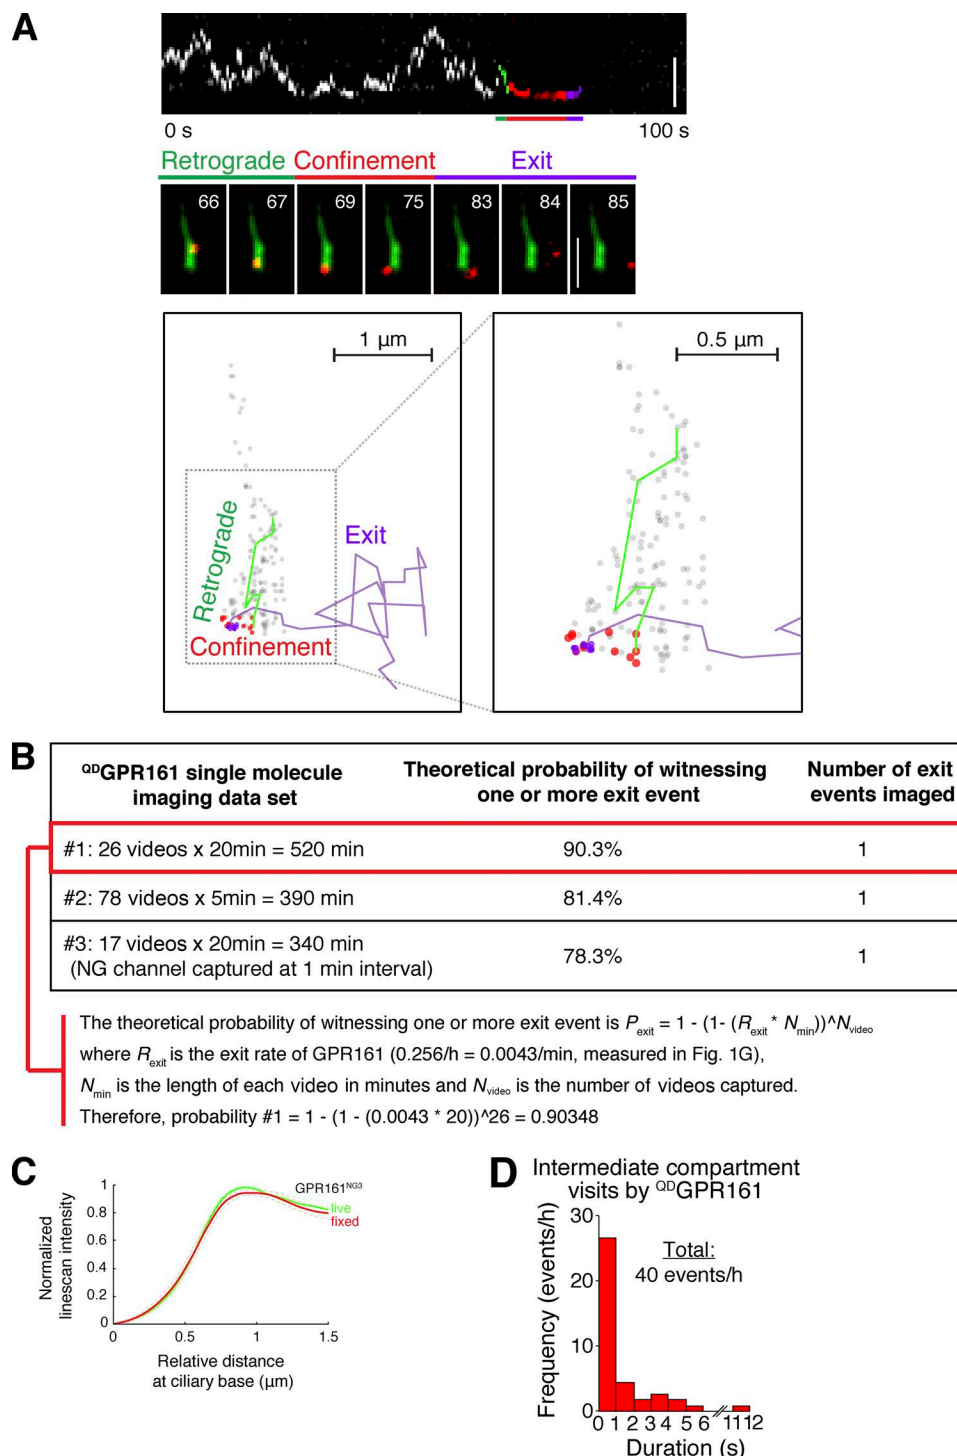 A
0 s
100 s
Retrograde Confinement Exit
66 67 69 75 83 84 85
1 µm
0.5 µm
Retrograde
Exit
Confinement
B
QDGPR161 single molecule
imaging data set
Theoretical probability of witnessing
one or more exit event
Number of exit
events imaged
#1: 26 videos x 20min = 520 min 90.3% 1
#2: 78 videos x 5min = 390 min 81.4% 1
#3: 17 videos x 20min = 340 min
(NG channel captured at 1 min interval)
78.3% 1
The theoretical probability of witnessing one or more exit event is Pexit = 1 - (1- (Rexit * Nmin))^Nvideo
where Rexit is the exit rate of GPR161 (0.256/h = 0.0043/min, measured in Fig. 1G),
Nmin is the length of each video in minutes and Nvideo is the number of videos captured.
Therefore, probability #1 = 1 - (1 - (0.0043 * 20))^26 = 0.90348
C
GPR161NG3
live
fixed
Normalized
linescan intensity
1
0.8
0.6
0.4
0.2
0
0 0.5 1 1.5
Relative distance
at ciliary base (µm)
D
Intermediate compartment
visits by QDGPR161
Total:
40 events/h
Frequency (events/h)
30
20
10
0
0 1 2 3 4 5 6 11 12
Duration (s)